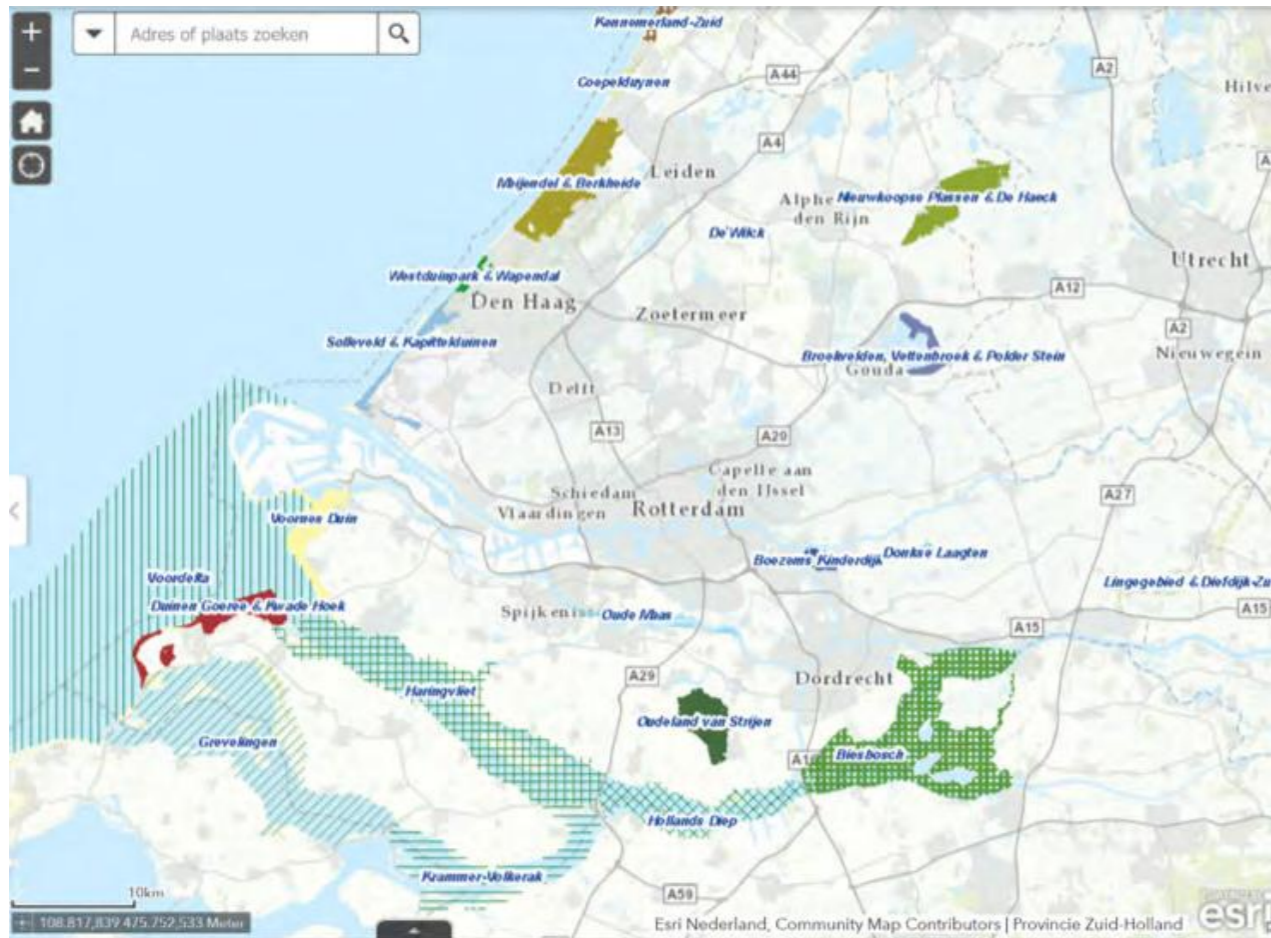 +
Adres of plaats zoeken
−
Kennemerland-Zuid
Coepelduynen
A44
A2
Hilve
A4
A
Meijendel & Berkheide
Leiden
Alphe
den Rijn
Nieuwkoopse Plassen & De Haeck
De Wilck
Utrecht
Westduinpark & Wapendal
Den Haag
A12
Zoetermeer
A2
Solleveld & Kapittelduinen
Broekvelden, Vettenbroek & Polder Stein
Gouda
Nieuwegein
Delft
A13
A20
Capelle aan
den IJssel
Schiedam
Vlaardingen
Rotterdam
A27
Voornes Duin
Boezems Kinderdijk
Donkse Laagten
Voordelta
Lingegebied & Diefdijk-Zu
Duinen Goeree & Kwade Hoek
Spijkenis
Oude Maas
A15
A15
A29
Dordrecht
Haringvliet
Oudeland van Strijen
Grevelingen
A1
Biesbosch
Hollands Diep
Krammer-Volkerak
10km
A59
108.817,839 475.752,533 Meter
Esri Nederland, Community Map Contributors | Provincie Zuid-Holland
esri